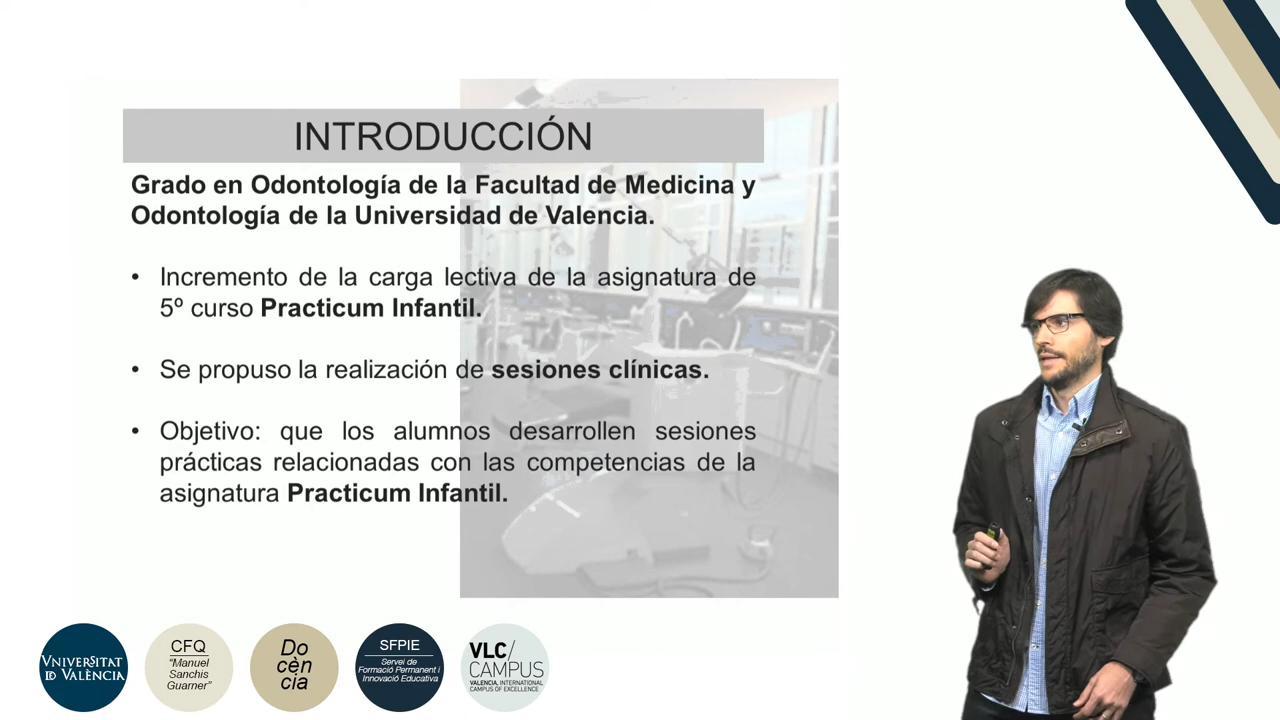 INTRODUCCIÓN
Grado en Odontología de la Facultad de Medicina y
Odontología de la Universidad de Valencia.
• Incremento de la carga lectiva de la asignatura de
5º curso Practicum Infantil.
• Se propuso la realización de sesiones clínicas.
• Objetivo: que los alumnos desarrollen sesiones
prácticas relacionadas con las competencias de la
asignatura Practicum Infantil.
VNIVERSITAT
ID VALÈNCIA
CFQ
"Manuel
Sanchis
Guarner"
Do
cèn
cia
SFPIE
Servei de
Formació Permanent i
Innovació Educativa
VLC/
CAMPUS
VALENCIA, INTERNATIONAL
CAMPUS OF EXCELLENCE